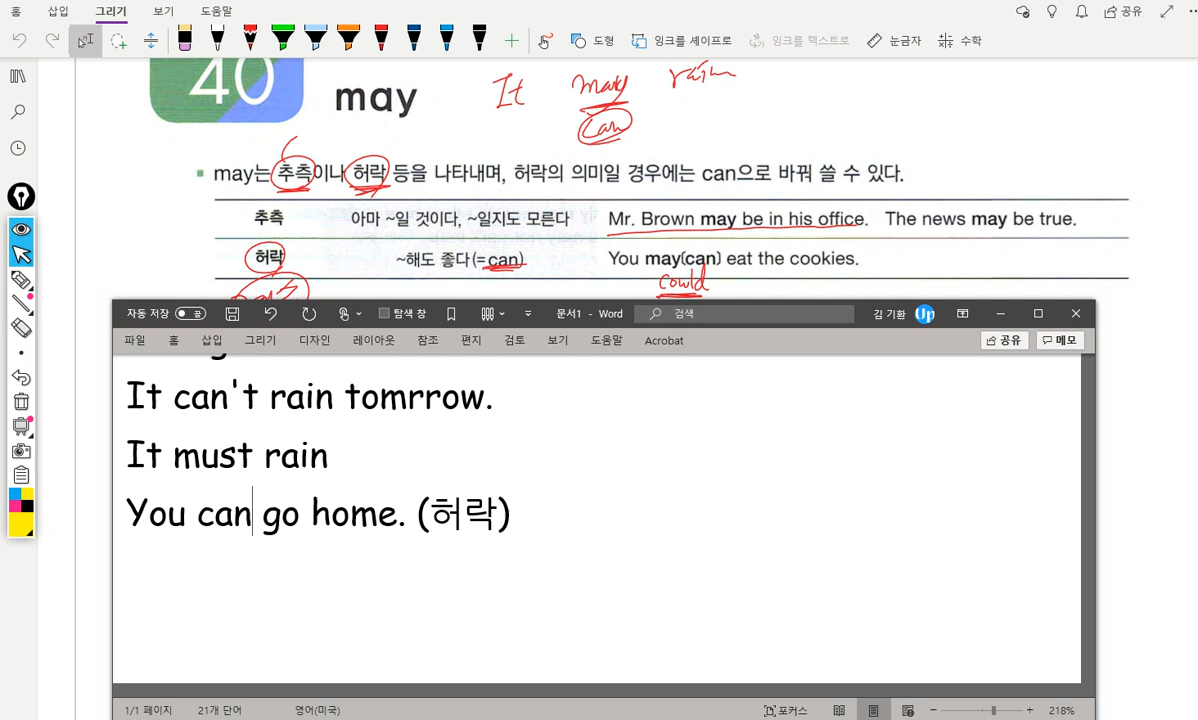 홈 삽입 그리기 보기 도움말
공유
도형 잉크를 셰이프로 잉크를 텍스트로 눈금자 수학
40 may It may rain
can
may는 추측이나 허락 등을 나타내며, 허락의 의미일 경우에는 can으로 바꿔 쓸 수 있다.
추측 아마 ~일 것이다, ~일지도 모른다 Mr. Brown may be in his office. The news may be true.
허락 ~해도 좋다(=can) You may(can) eat the cookies.
could
자동 저장 끔 탐색 창 문서1 - Word 검색 김 기환 Up
파일 홈 삽입 그리기 디자인 레이아웃 참조 편지 검토 보기 도움말 Acrobat 공유 메모
It can't rain tomrrow.
It must rain
You can go home. (허락)
1/1 페이지 21개 단어 영어(미국) 포커스 218%